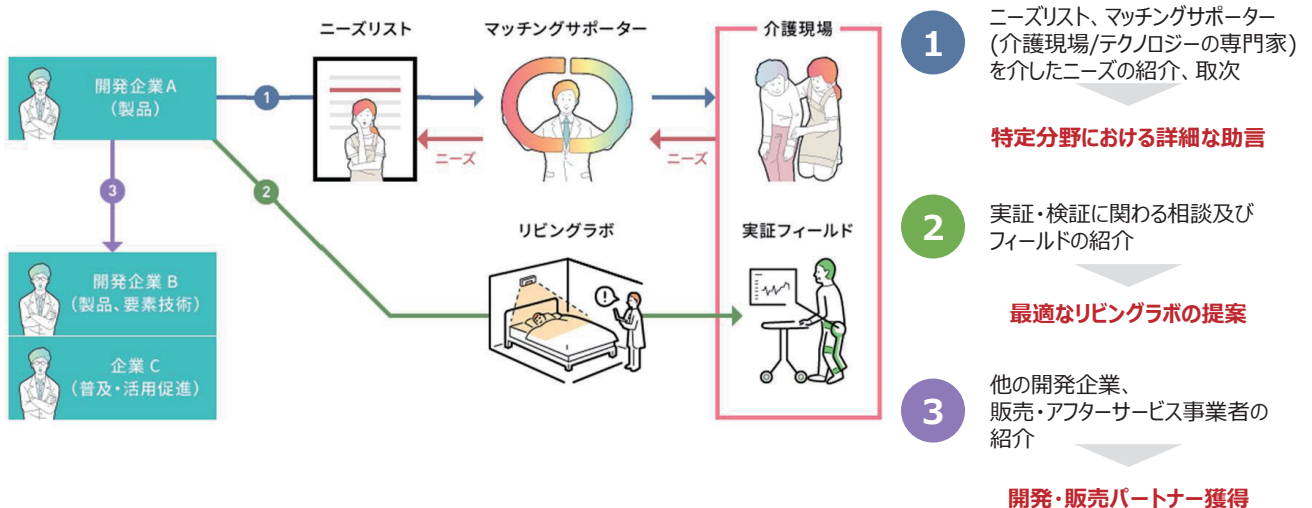 ニーズリスト
マッチングサポーター
介護現場
開発企業A
(製品)
1
ニーズ
ニーズ
3
2
リビングラボ
実証フィールド
開発企業 B
(製品、要素技術)
企業 C
(普及・活用促進)
1
ニーズリスト、マッチングサポーター
(介護現場/テクノロジーの専門家)
を介したニーズの紹介、取次
特定分野における詳細な助言
2
実証・検証に関わる相談及び
フィールドの紹介
最適なリビングラボの提案
3
他の開発企業、
販売・アフターサービス事業者の
紹介
開発・販売パートナー獲得